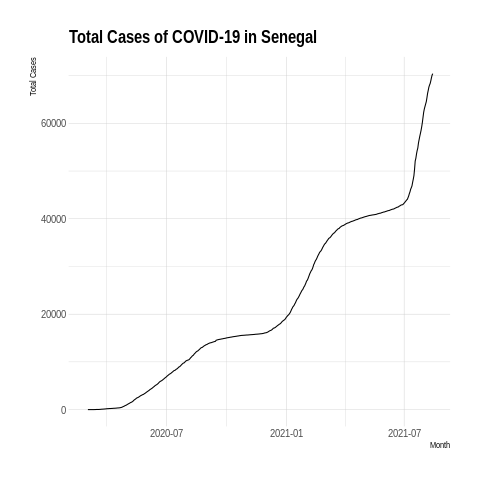 Total Cases of COVID-19 in Senegal
Total Cases
60000
40000
20000
0
2020-07
2021-01
2021-07
Month